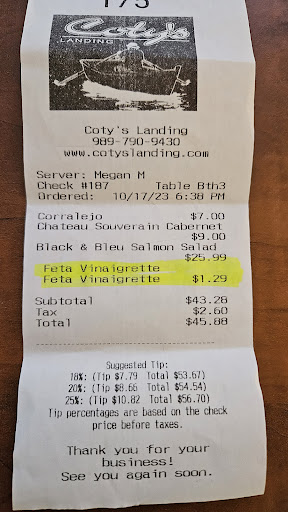 175
Coty's
LANDING
Coty's Landing
989-790-9430
www.cotyslanding.com
Server: Megan M
Check #187 Table Bth3
Ordered: 10/17/23 6:38 PM
Corralejo $7.00
Chateau Souverain Cabernet
$9.00
Black & Bleu Salmon Salad
$25.99
Feta Vinaigrette
Feta Vinaigrette $1.29
Subtotal $43.28
Tax $2.60
Total $45.88
Suggested Tip:
18%: (Tip $7.79 Total $53.67)
20%: (Tip $8.66 Total $54.54)
25%: (Tip $10.82 Total $56.70)
Tip percentages are based on the check
price before taxes.
Thank you for your
business!
See you again soon.